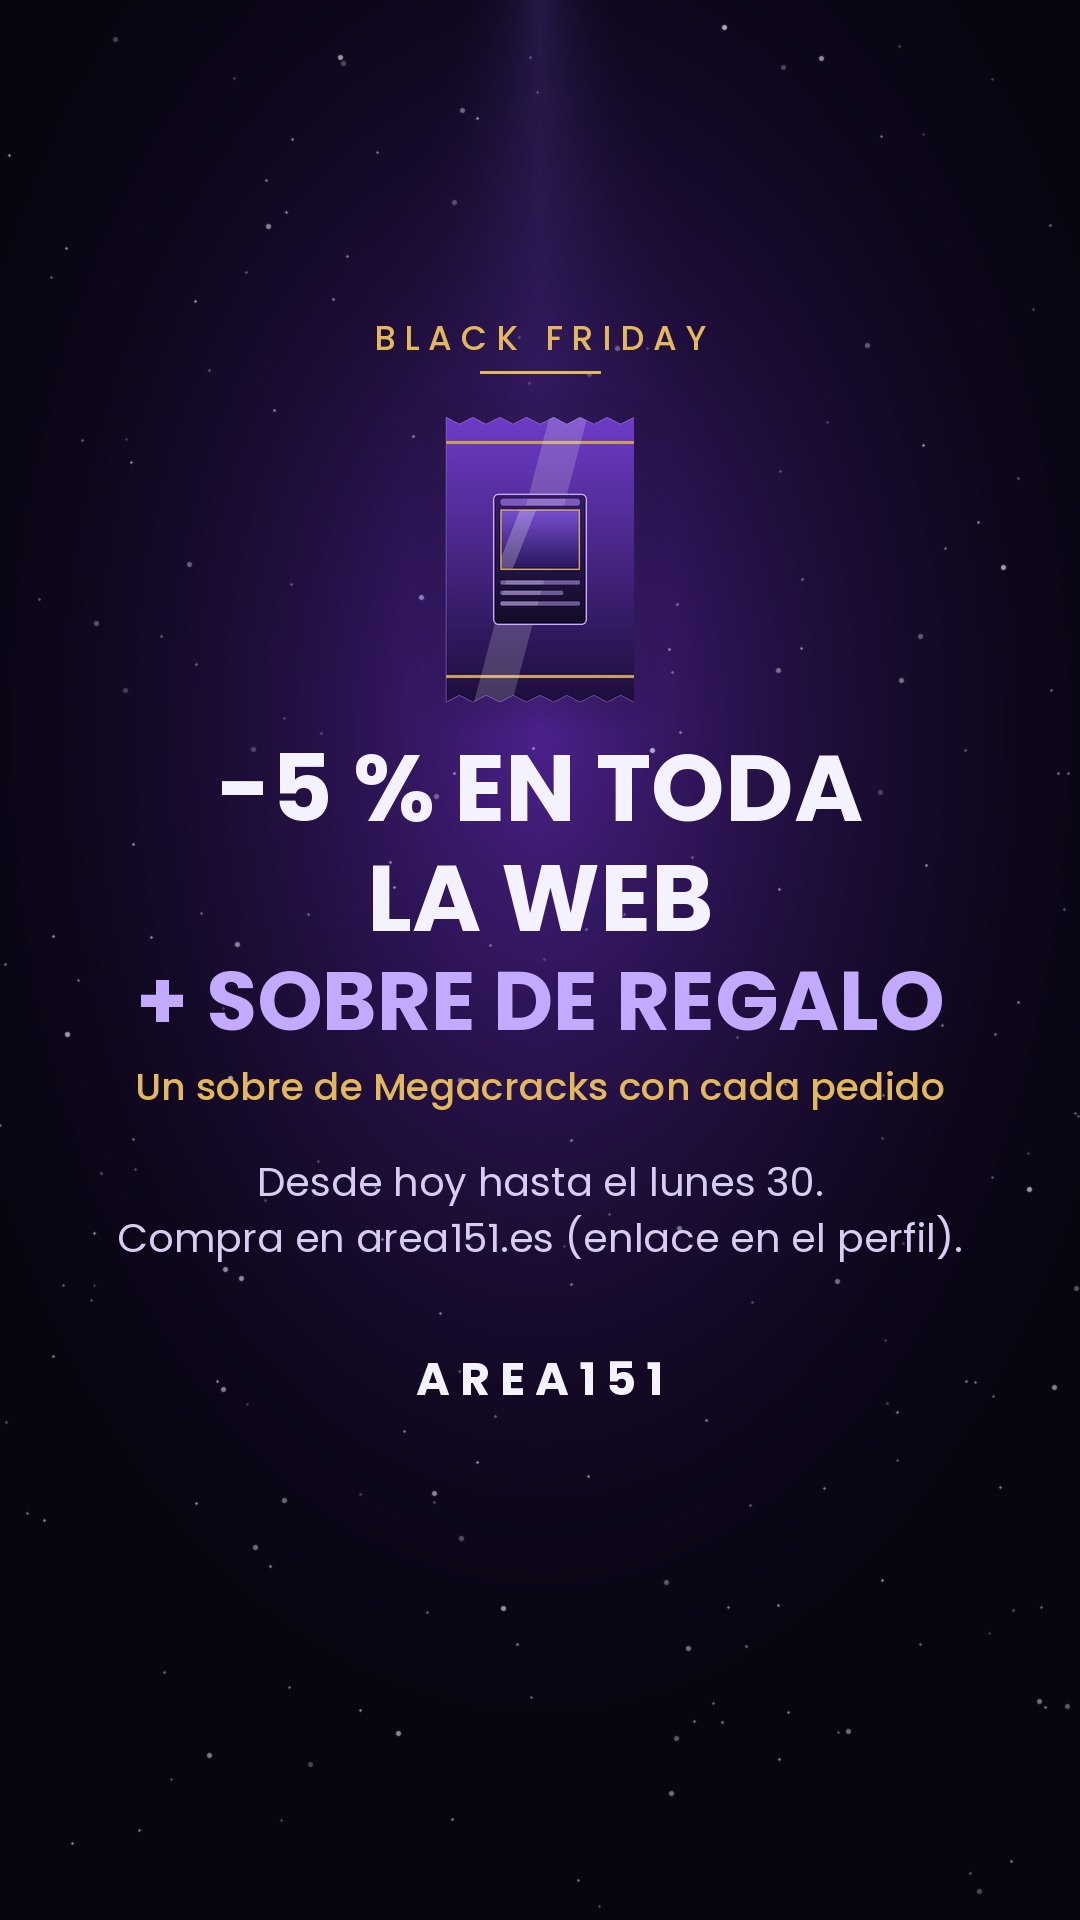 BLACK FRIDAY
-5 % EN TODA
LA WEB
+ SOBRE DE REGALO
Un sobre de Megacracks con cada pedido
Desde hoy hasta el lunes 30.
Compra en area151.es (enlace en el perfil).
AREA151